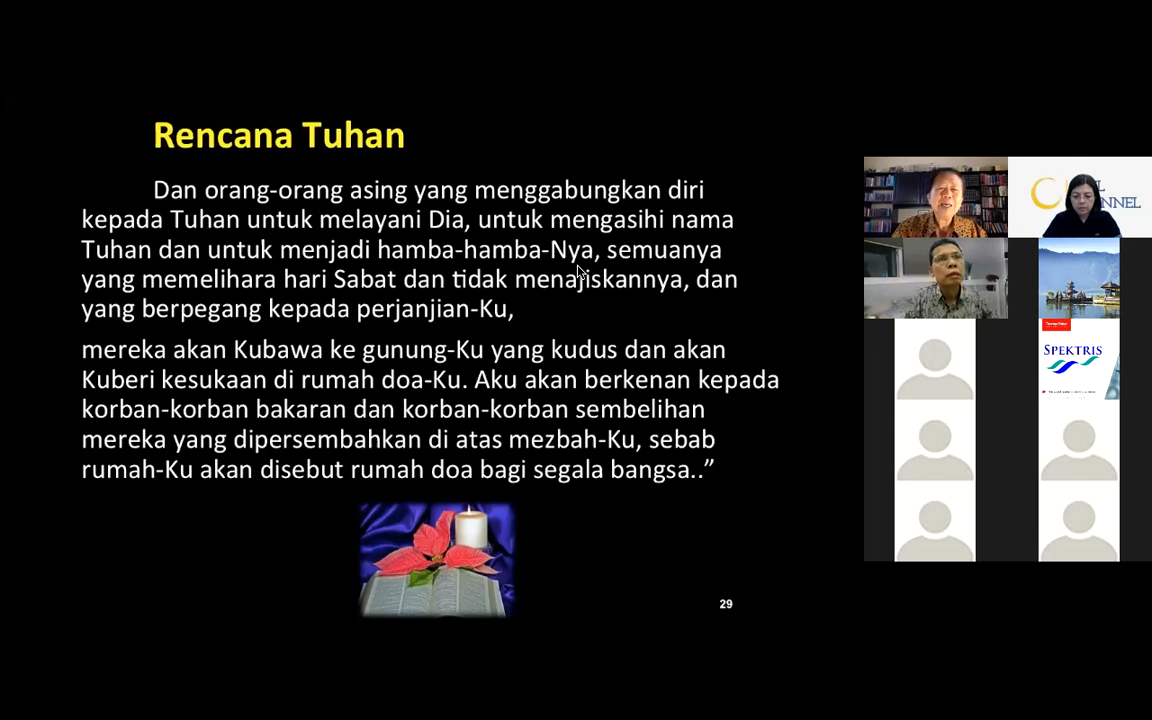 Rencana Tuhan
Dan orang-orang asing yang menggabungkan diri
kepada Tuhan untuk melayani Dia, untuk mengasihi nama
Tuhan dan untuk menjadi hamba-hamba-Nya, semuanya
yang memelihara hari Sabat dan tidak menajiskannya, dan
yang berpegang kepada perjanjian-Ku,
mereka akan Kubawa ke gunung-Ku yang kudus dan akan
Kuberi kesukaan di rumah doa-Ku. Aku akan berkenan kepada
korban-korban bakaran dan korban-korban sembelihan
mereka yang dipersembahkan di atas mezbah-Ku, sebab
rumah-Ku akan disebut rumah doa bagi segala bangsa..”
29
SPEKTRIS